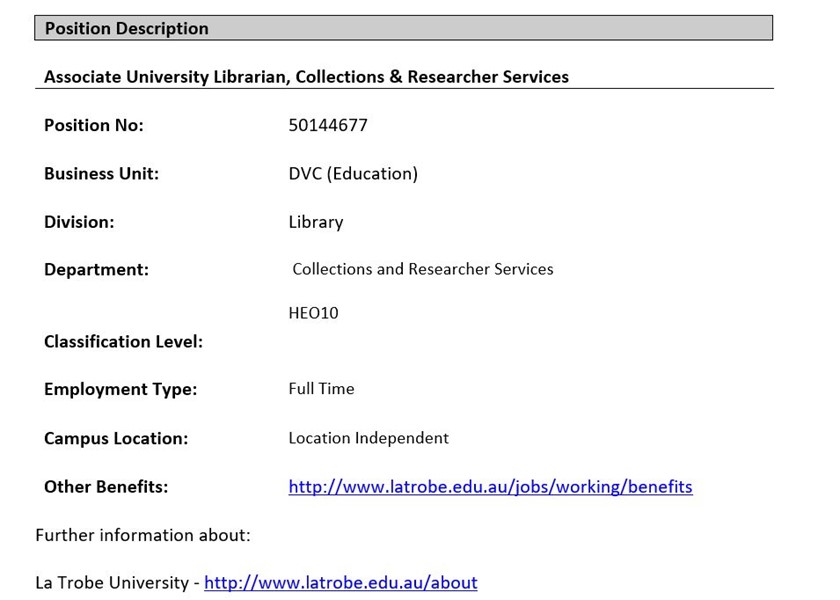 Position Description
Associate University Librarian, Collections & Researcher Services
Position No: 50144677
Business Unit: DVC (Education)
Division: Library
Department: Collections and Researcher Services
HEO10
Classification Level:
Employment Type: Full Time
Campus Location: Location Independent
Other Benefits: http://www.latrobe.edu.au/jobs/working/benefits
Further information about:
La Trobe University - http://www.latrobe.edu.au/about